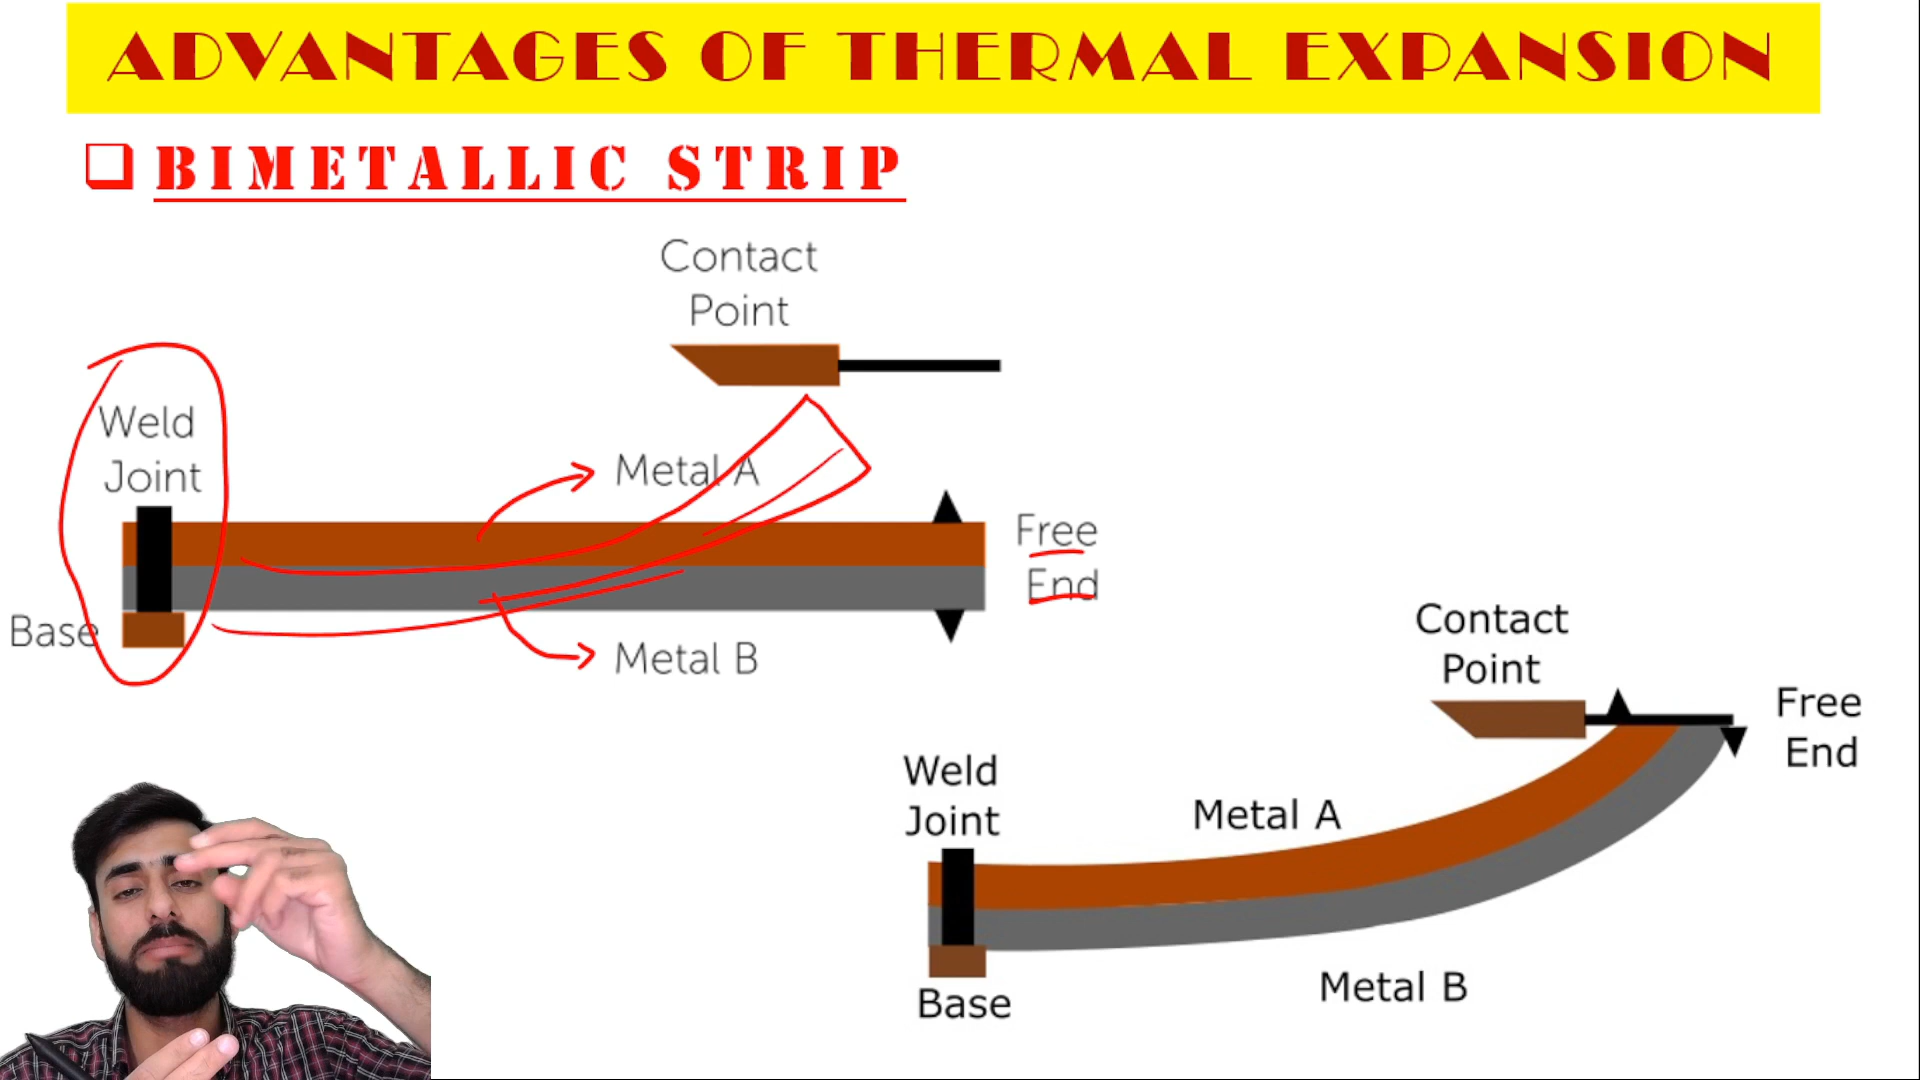 ADVANTAGES OF THERMAL EXPANSION
BIMETALLIC STRIP
Contact
Point
Weld
Joint
Metal A
Free
End
Base
Metal B
Contact
Point
Free
End
Weld
Joint
Metal A
Metal B
Base